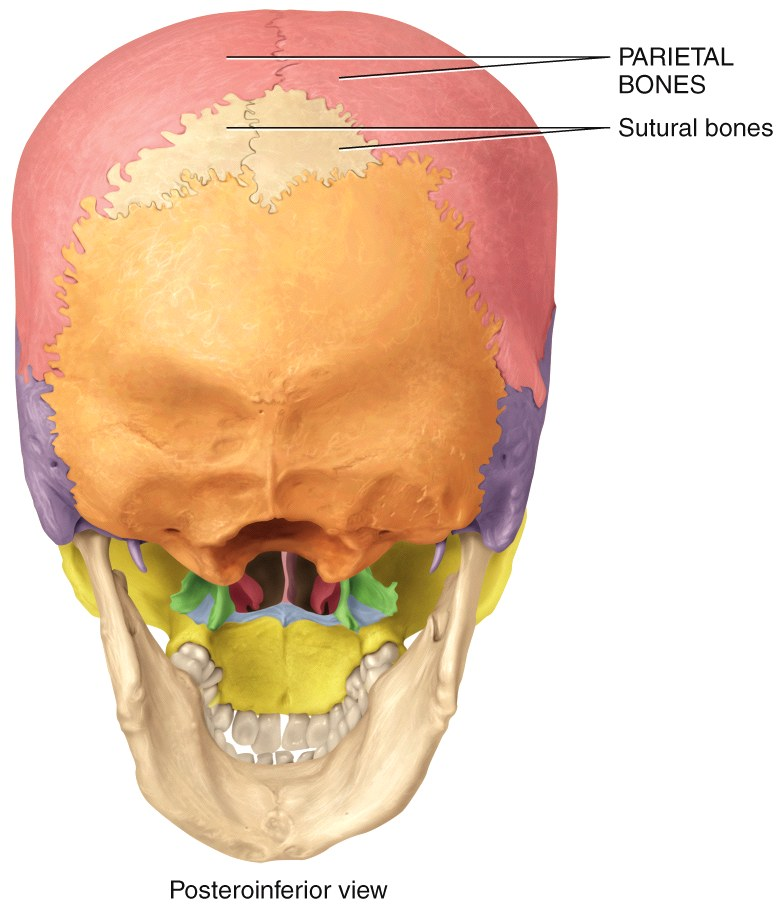 PARIETAL
BONES
Sutural bones
Posteroinferior view